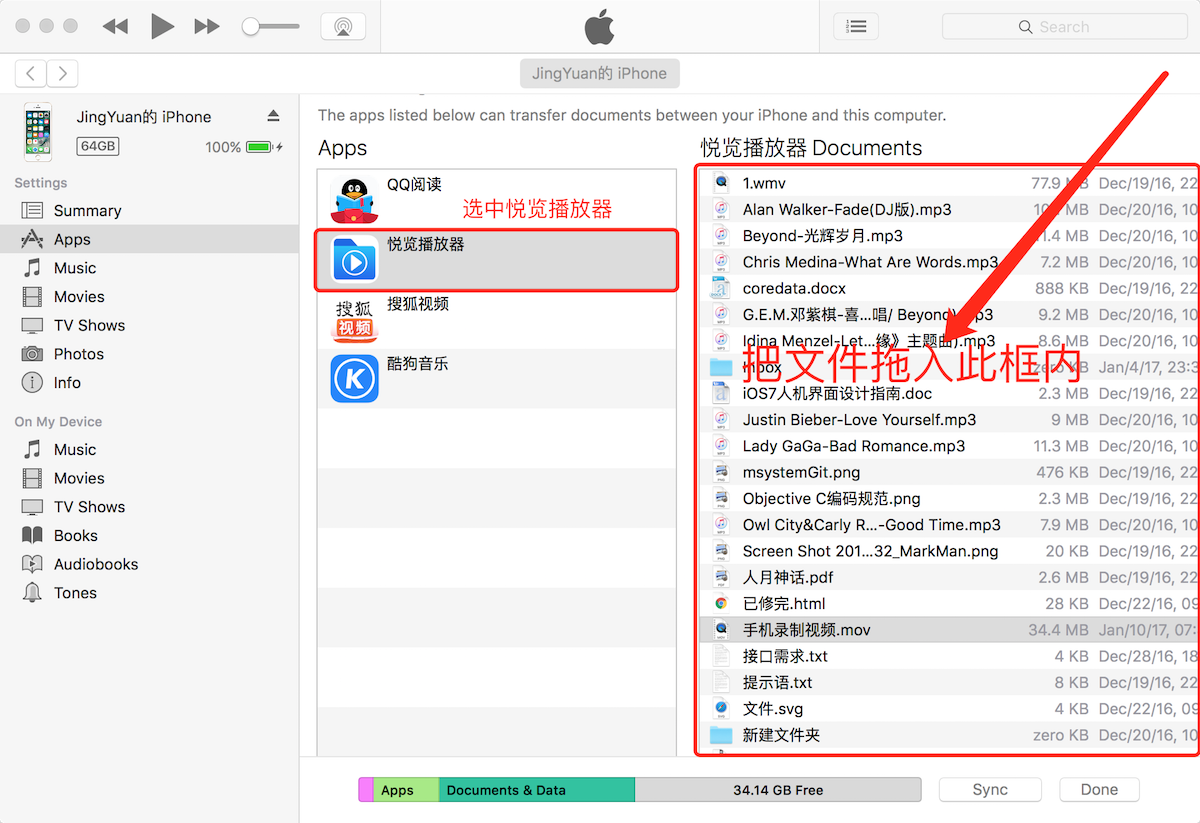 Search
JingYuan的 iPhone
JingYuan的 iPhone
64GB
100%
Settings
Summary
Apps
Music
Movies
TV Shows
Photos
Info
On My Device
Music
Movies
TV Shows
Books
Audiobooks
Tones
The apps listed below can transfer documents between your iPhone and this computer.
Apps
QQ阅读
选中悦览播放器
悦览播放器
搜狐视频
搜狐视频
酷狗音乐
悦览播放器 Documents
1.wmv 77.9 KB Dec/19/16, 22
Alan Walker-Fade(DJ版).mp3 MB Dec/20/16, 10
Beyond-光辉岁月.mp3 MB Dec/20/16, 10
Chris Medina-What Are Words.mp3 7.2 MB Dec/20/16, 10
coredata.docx 888 KB Dec/19/16, 22
G.E.M.邓紫棋-喜...唱/ Beyond).mp3 9.2 MB Dec/20/16, 10
Idina Menzel-Let...缘》主题曲).mp3 8.6 MB Dec/20/16, 10
把文件拖入此框内
Inbox zero KB Jan/4/17, 23:3
iOS7人机界面设计指南.doc 2.3 MB Dec/19/16, 22
Justin Bieber-Love Yourself.mp3 9 MB Dec/20/16, 10
Lady GaGa-Bad Romance.mp3 11.3 MB Dec/20/16, 10
msystemGit.png 476 KB Dec/19/16, 22
Objective C编码规范.png 2.3 MB Dec/19/16, 22
Owl City&Carly R...-Good Time.mp3 7.9 MB Dec/20/16, 10
Screen Shot 201...32_MarkMan.png 20 KB Dec/19/16, 22
人月神话.pdf 2.6 MB Dec/19/16, 22
已修完.html 28 KB Dec/22/16, 09
手机录制视频.mov 34.4 MB Jan/10/17, 07:
接口需求.txt 4 KB Dec/28/16, 18
提示语.txt 8 KB Dec/19/16, 22
文件.svg 4 KB Dec/22/16, 09
新建文件夹 zero KB Dec/20/16, 10
Apps
Documents & Data
34.14 GB Free
Sync
Done